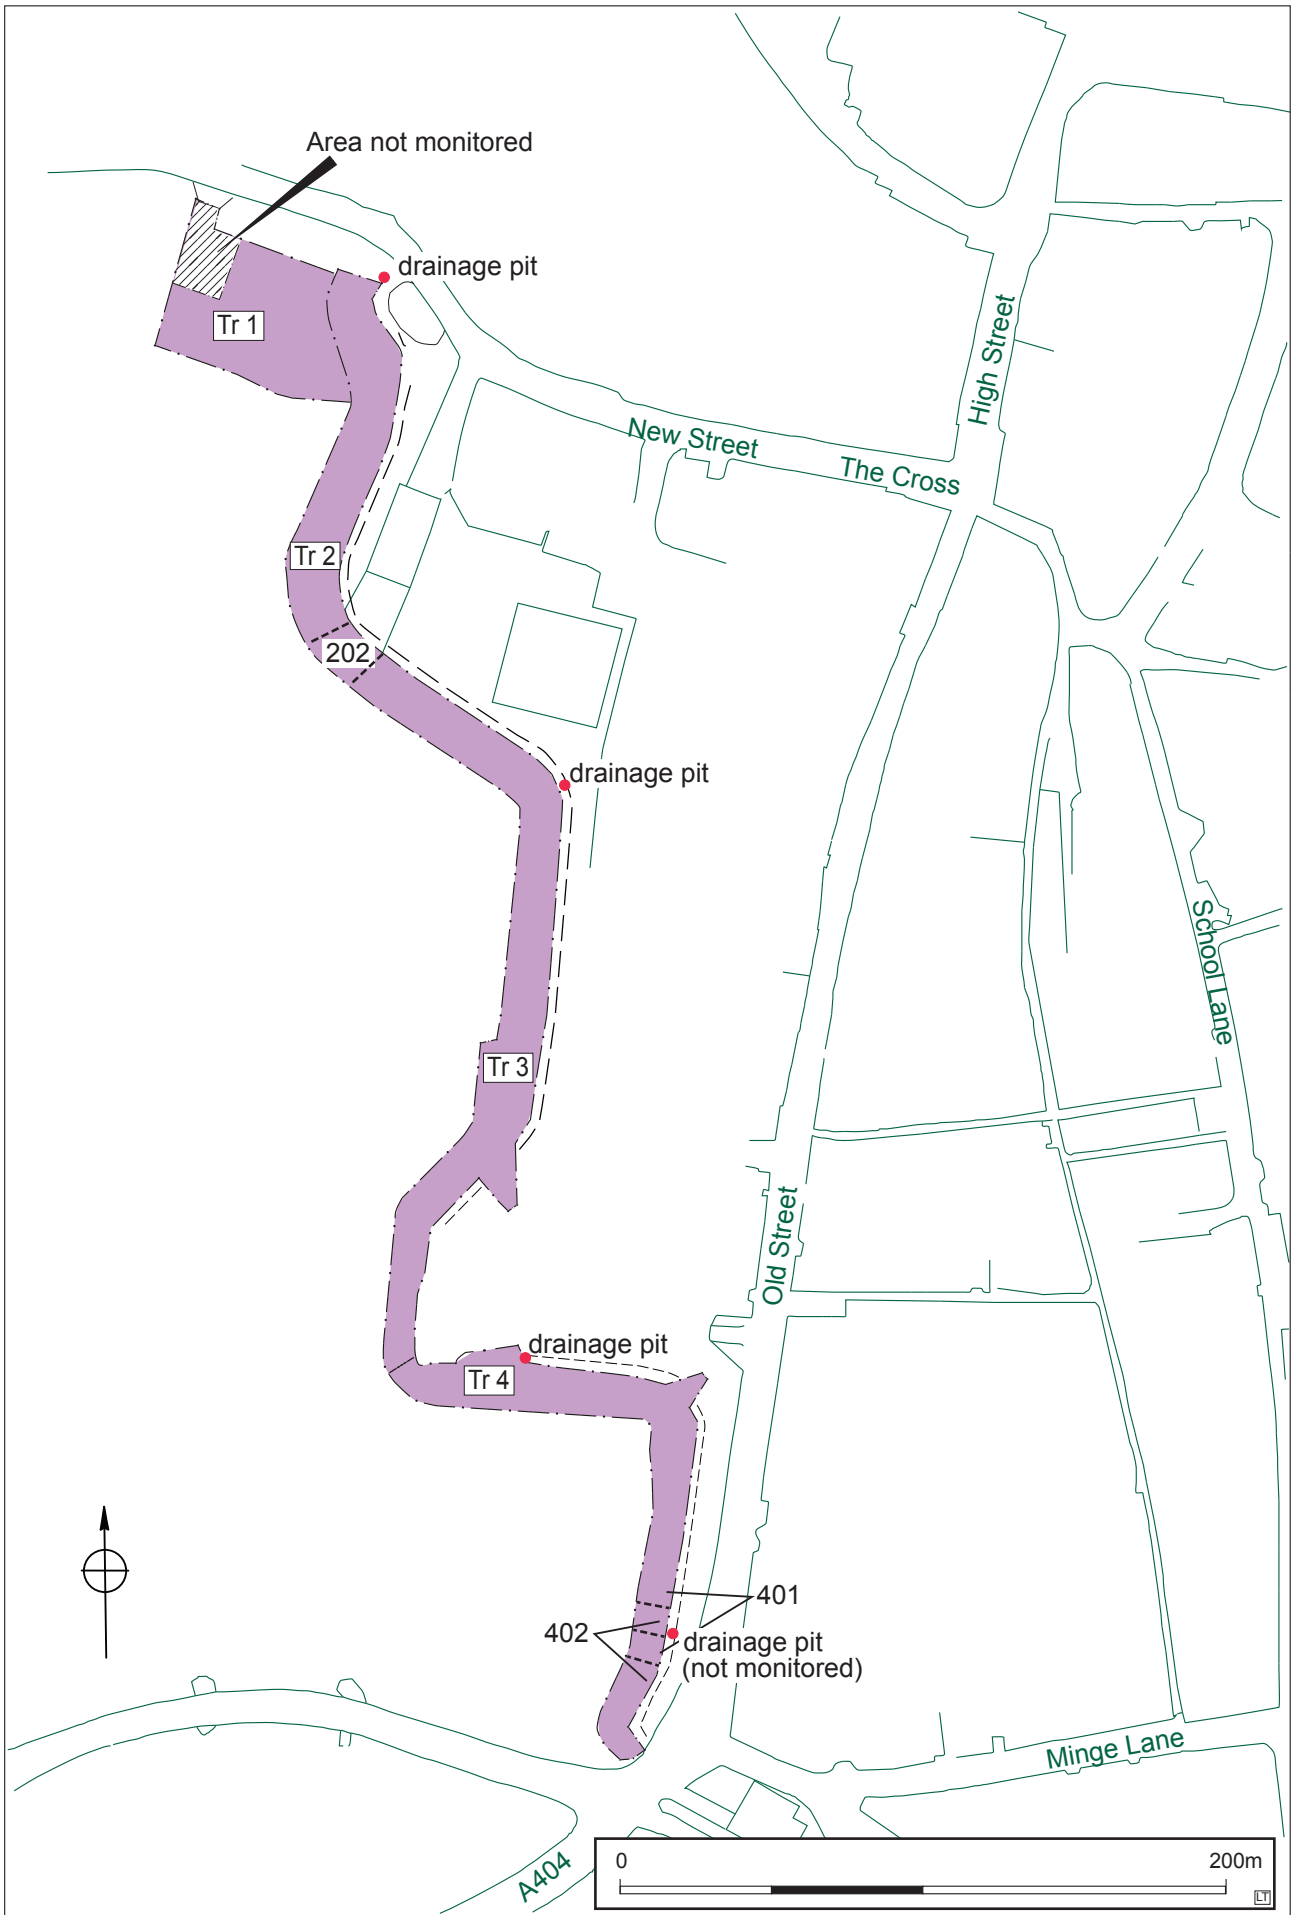 Area not monitored
drainage pit
Tr 1
High Street
New Street
The Cross
Tr 2
202
drainage pit
School Lane
Tr 3
Old Street
drainage pit
Tr 4
401
402
drainage pit
(not monitored)
Minge Lane
A404
0
200m
LT